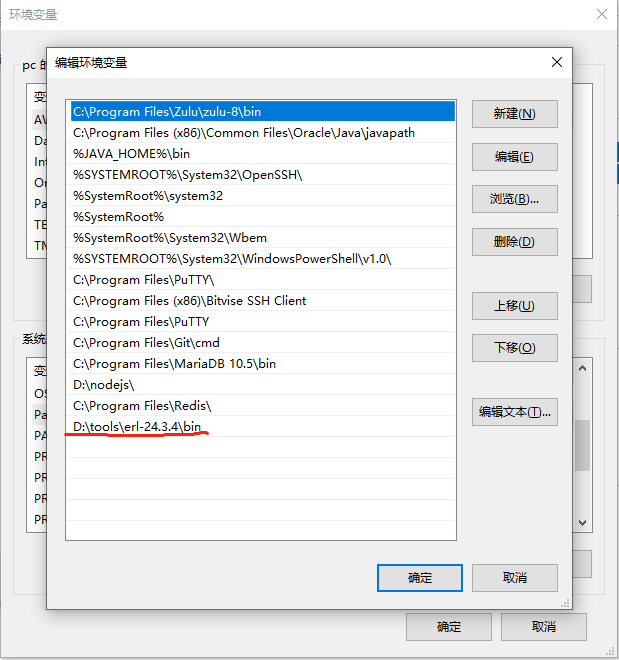 环境变量
编辑环境变量
pc 的
变
AW
Da
Int
On
Pa
TE
TN
C:\Program Files\Zulu\zulu-8\bin
C:\Program Files (x86)\Common Files\Oracle\Java\javapath
%JAVA_HOME%\bin
%SYSTEMROOT%\System32\OpenSSH\
%SystemRoot%\system32
%SystemRoot%
%SystemRoot%\System32\Wbem
%SYSTEMROOT%\System32\WindowsPowerShell\v1.0\
C:\Program Files\PuTTY\
C:\Program Files (x86)\Bitvise SSH Client
C:\Program Files\PuTTY
C:\Program Files\Git\cmd
C:\Program Files\MariaDB 10.5\bin
D:\nodejs\
C:\Program Files\Redis\
D:\tools\erl-24.3.4\bin
新建(N)
编辑(E)
浏览(B)...
删除(D)
上移(U)
下移(O)
编辑文本(T)...
系统
变
OS
Pa
PA
PR
PR
PR
PR
确定
取消
确定
取消